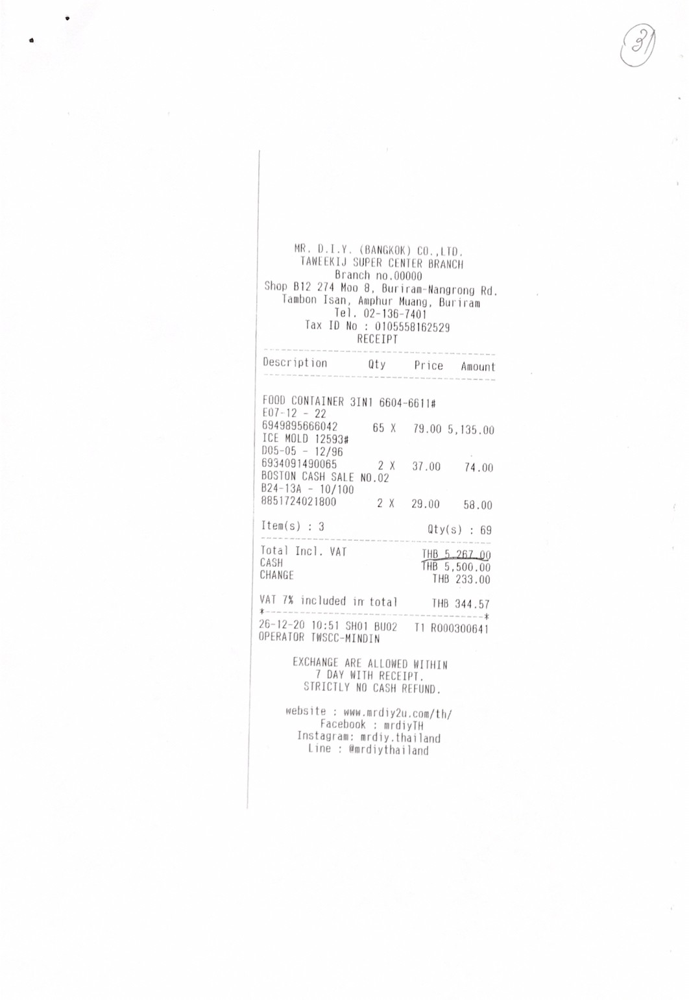 31
MR. D.I.Y. (BANGKOK) CO.,LTD.
TAWEEKIJ SUPER CENTER BRANCH
Branch no.00000
Shop B12 274 Moo 8, Buriram-Nangrong Rd.
Tambon Isan, Amphur Muang, Buriram
Tel. 02-136-7401
Tax ID No : 0105558162529
RECEIPT
Description Qty Price Amount
FOOD CONTAINER 3IN1 6604-6611#
E07-12 - 22
6949895666042 65 X 79.00 5,135.00
ICE MOLD 12593#
D05-05 - 12/96
6934091490065 2 X 37.00 74.00
BOSTON CASH SALE NO.02
B24-13A - 10/100
8851724021800 2 X 29.00 58.00
Item(s) : 3 Qty(s) : 69
Total Incl. VAT THB 5,267.00
CASH THB 5,500.00
CHANGE THB 233.00
VAT 7% included in total THB 344.57
*--------------------------------------*
26-12-20 10:51 SH01 BU02 T1 R000300641
OPERATOR TWSCC-MINDIN
EXCHANGE ARE ALLOWED WITHIN
7 DAY WITH RECEIPT.
STRICTLY NO CASH REFUND.
website : www.mrdiy2u.com/th/
Facebook : mrdiyTH
Instagram: mrdiy.thailand
Line : @mrdiythailand